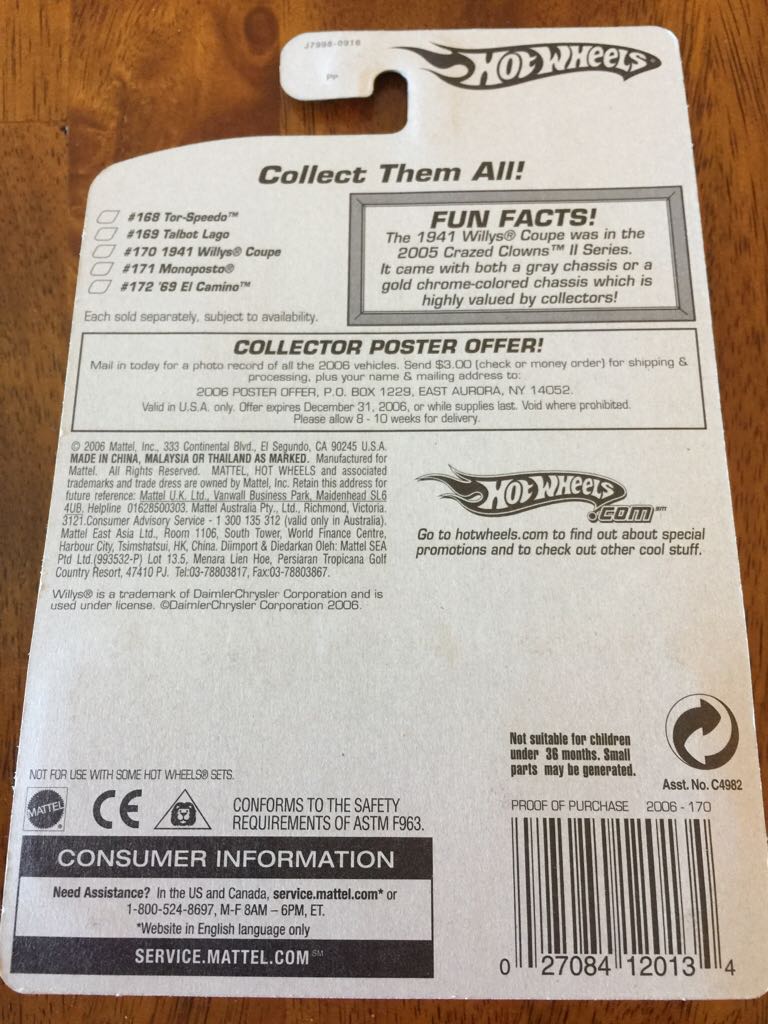 J7998-0916
PP
HOT WHEELS
Collect Them All!
#168 Tor-Speedo™
#169 Talbot Lago
#170 1941 Willys® Coupe
#171 Monoposto®
#172 '69 El Camino™
Each sold separately, subject to availability.
FUN FACTS!
The 1941 Willys® Coupe was in the
2005 Crazed Clowns™ II Series.
It came with both a gray chassis or a
gold chrome-colored chassis which is
highly valued by collectors!
COLLECTOR POSTER OFFER!
Mail in today for a photo record of all the 2006 vehicles. Send $3.00 (check or money order) for shipping &
processing, plus your name & mailing address to:
2006 POSTER OFFER, P.O. BOX 1229, EAST AURORA, NY 14052.
Valid in U.S.A. only. Offer expires December 31, 2006, or while supplies last. Void where prohibited.
Please allow 8 - 10 weeks for delivery.
© 2006 Mattel, Inc., 333 Continental Blvd., El Segundo, CA 90245 U.S.A.
MADE IN CHINA, MALAYSIA OR THAILAND AS MARKED. Manufactured for
Mattel. All Rights Reserved. MATTEL, HOT WHEELS and associated
trademarks and trade dress are owned by Mattel, Inc. Retain this address for
future reference: Mattel U.K. Ltd., Vanwall Business Park, Maidenhead SL6
4UB. Helpline 01628500303. Mattel Australia Pty., Ltd., Richmond, Victoria.
3121.Consumer Advisory Service - 1 300 135 312 (valid only in Australia).
Mattel East Asia Ltd., Room 1106, South Tower, World Finance Centre,
Harbour City, Tsimshatsui, HK, China. Diimport & Diedarkan Oleh: Mattel SEA
Ptd Ltd.(993532-P) Lot 13.5, Menara Lien Hoe, Persiaran Tropicana Golf
Country Resort, 47410 PJ. Tel:03-78803817, Fax:03-78803867.
Willys® is a trademark of DaimlerChrysler Corporation and is
used under license. ©DaimlerChrysler Corporation 2006.
HOT WHEELS
.COM℠
Go to hotwheels.com to find out about special
promotions and to check out other cool stuff.
Not suitable for children
under 36 months. Small
parts may be generated.
Asst. No. C4982
NOT FOR USE WITH SOME HOT WHEELS® SETS.
MATTEL®
CE
CONFORMS TO THE SAFETY
REQUIREMENTS OF ASTM F963.
CONSUMER INFORMATION
Need Assistance? In the US and Canada, service.mattel.com* or
1-800-524-8697, M-F 8AM – 6PM, ET.
*Website in English language only
SERVICE.MATTEL.COM℠
PROOF OF PURCHASE 2006 - 170
0 27084 12013 4